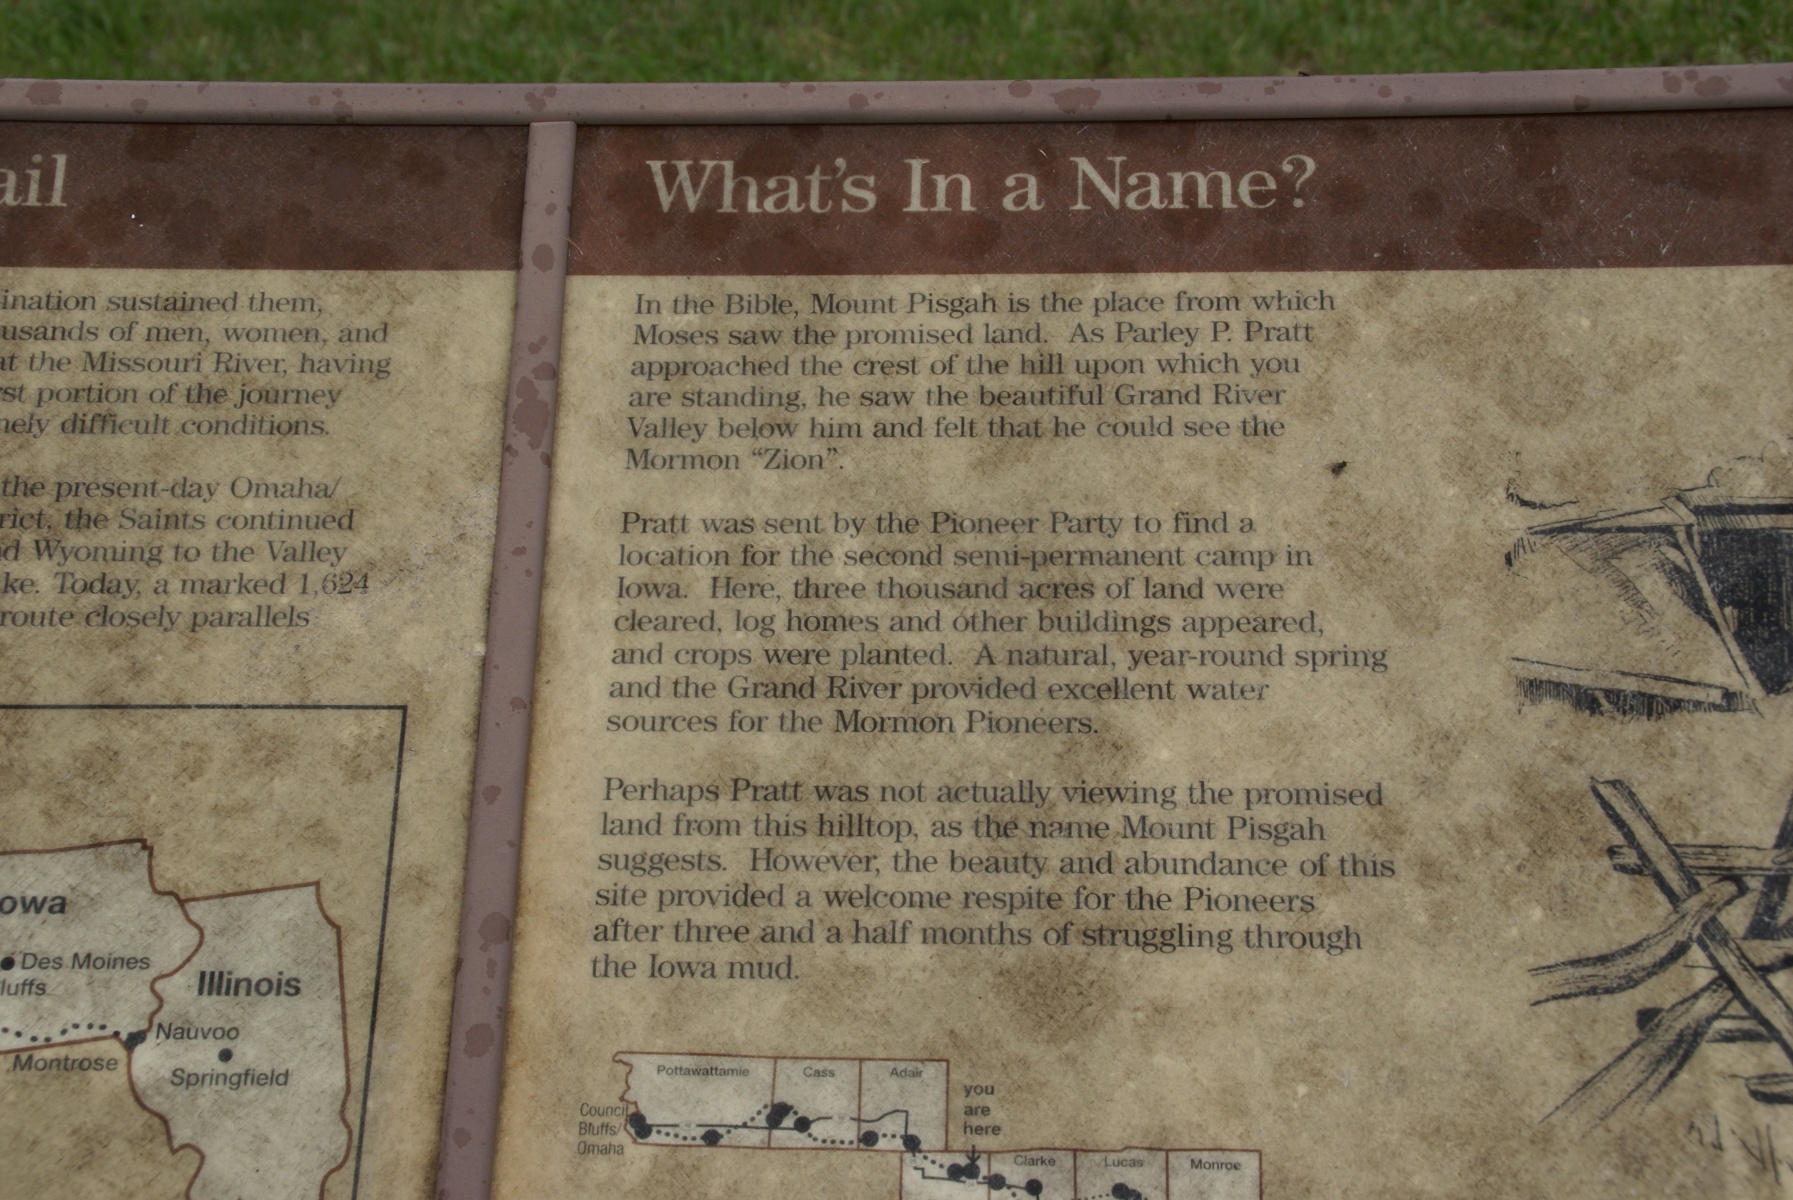 ail
ination sustained them,
usands of men, women, and
at the Missouri River, having
rst portion of the journey
nely difficult conditions.
the present-day Omaha/
rict, the Saints continued
d Wyoming to the Valley
ke. Today, a marked 1,624
route closely parallels
owa
Des Moines
luffs
Illinois
Nauvoo
Montrose
Springfield
What's In a Name?
In the Bible, Mount Pisgah is the place from which
Moses saw the promised land. As Parley P. Pratt
approached the crest of the hill upon which you
are standing, he saw the beautiful Grand River
Valley below him and felt that he could see the
Mormon “Zion”.
Pratt was sent by the Pioneer Party to find a
location for the second semi-permanent camp in
Iowa. Here, three thousand acres of land were
cleared, log homes and other buildings appeared,
and crops were planted. A natural, year-round spring
and the Grand River provided excellent water
sources for the Mormon Pioneers.
Perhaps Pratt was not actually viewing the promised
land from this hilltop, as the name Mount Pisgah
suggests. However, the beauty and abundance of this
site provided a welcome respite for the Pioneers
after three and a half months of struggling through
the Iowa mud.
Pottawattamie
Cass
Adair
you
are
here
Council
Bluffs/
Omaha
Clarke
Lucas
Monroe